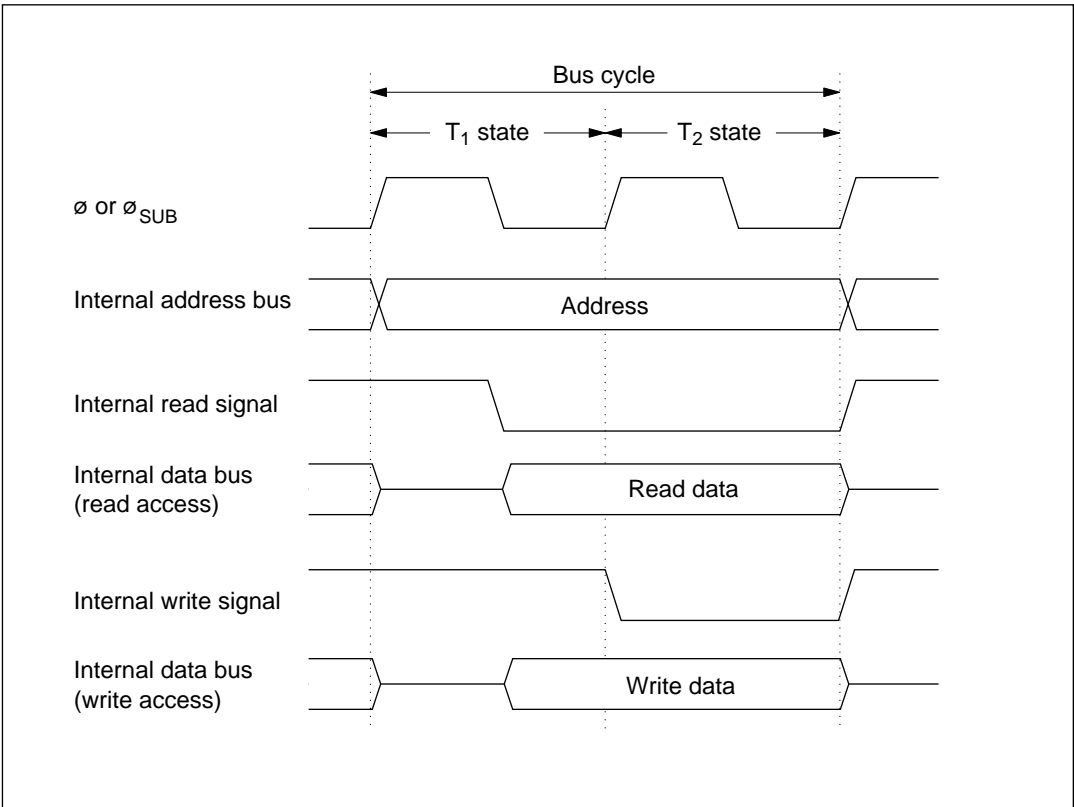 Bus cycle
T1 state
T2 state
ø or øSUB
Internal address bus
Address
Internal read signal
Internal data bus
(read access)
Read data
Internal write signal
Internal data bus
(write access)
Write data